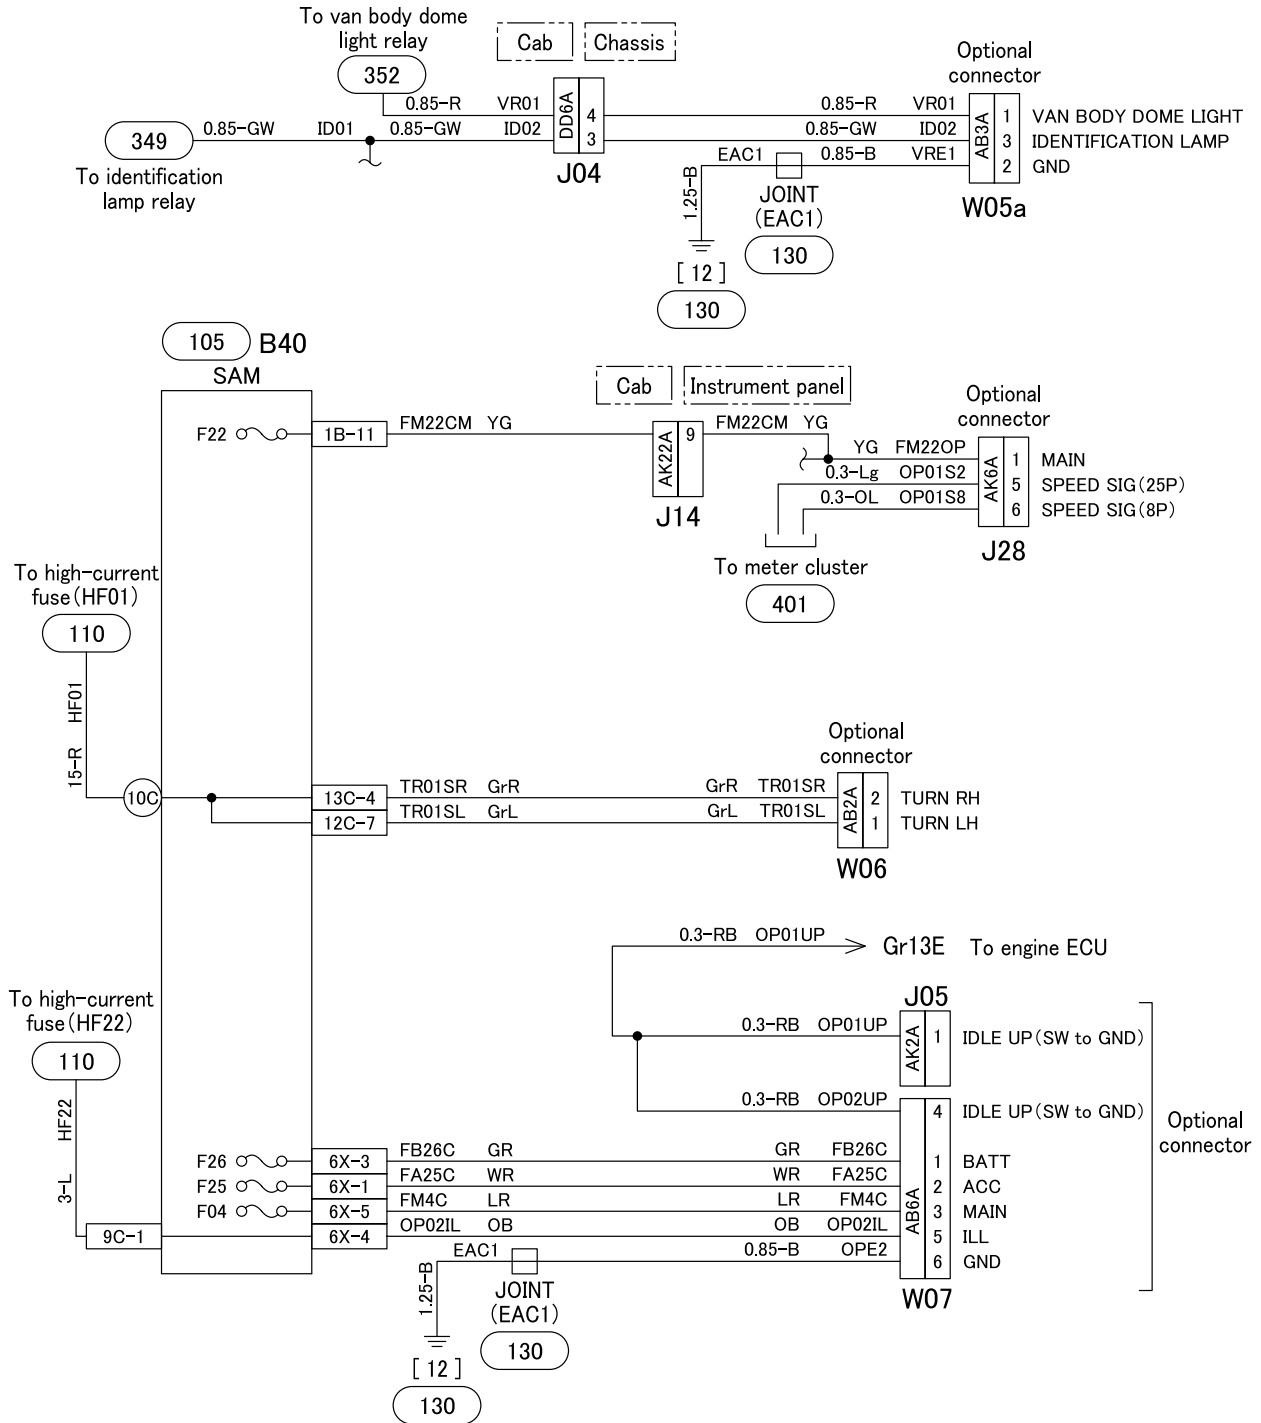 To van body dome
light relay
352
Cab
Chassis
Optional
connector
0.85-R VR01
DD6A
4
3
J04
0.85-R VR01
349
0.85-GW ID01
0.85-GW ID02
0.85-GW ID02
To identification
lamp relay
EAC1
0.85-B VRE1
AB3A
1 VAN BODY DOME LIGHT
3 IDENTIFICATION LAMP
2 GND
W05a
1.25-B
JOINT
(EAC1)
130
[ 12 ]
130
105 B40
SAM
Cab
Instrument panel
Optional
connector
F22
1B-11
FM22CM YG
AK22A
9
J14
FM22CM YG
YG FM22OP
0.3-Lg OP01S2
0.3-OL OP01S8
AK6A
1 MAIN
5 SPEED SIG(25P)
6 SPEED SIG(8P)
J28
To meter cluster
401
To high-current
fuse(HF01)
110
15-R HF01
10C
Optional
connector
13C-4
TR01SR GrR
GrR TR01SR
12C-7
TR01SL GrL
GrL TR01SL
AB2A
2 TURN RH
1 TURN LH
W06
0.3-RB OP01UP
Gr13E To engine ECU
J05
0.3-RB OP01UP
AK2A
1 IDLE UP(SW to GND)
0.3-RB OP02UP
4 IDLE UP(SW to GND)
Optional
connector
To high-current
fuse(HF22)
110
3-L HF22
9C-1
F26
6X-3
FB26C GR
GR FB26C
1 BATT
F25
6X-1
FA25C WR
WR FA25C
2 ACC
F04
6X-5
FM4C LR
LR FM4C
3 MAIN
6X-4
OP02IL OB
OB OP02IL
5 ILL
EAC1
0.85-B OPE2
6 GND
AB6A
W07
1.25-B
JOINT
(EAC1)
130
[ 12 ]
130